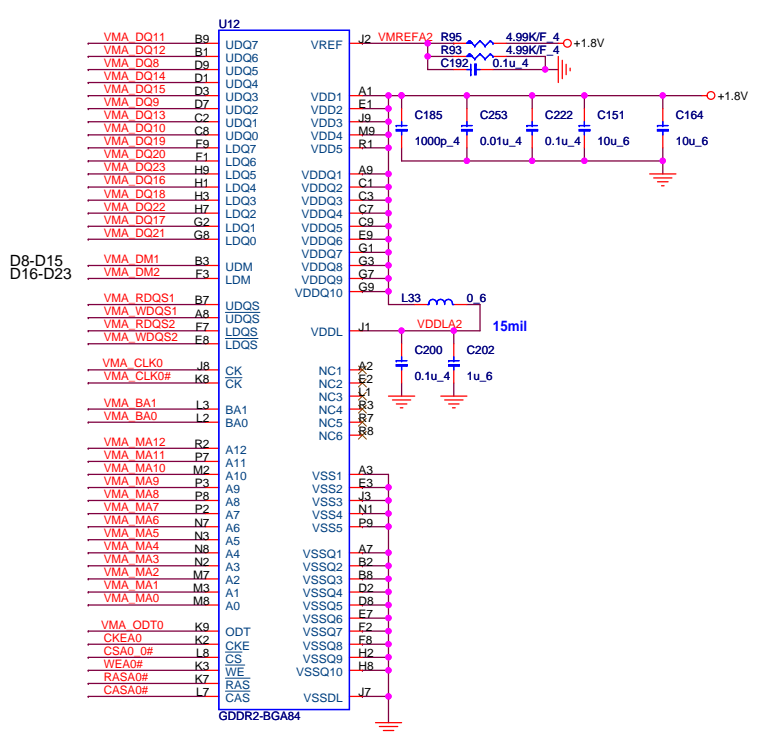 U12
VMA_DQ11 B9 UDQ7 VREF J2 VMREFA2 R95 4.99K/F_4 +1.8V
VMA_DQ12 B1 UDQ6 R93 4.99K/F_4
VMA_DQ8 D9 UDQ5 C192 0.1u_4
VMA_DQ14 D1 UDQ4
VMA_DQ15 D3 UDQ3 VDD1 A1 +1.8V
VMA_DQ9 D7 UDQ2 VDD2 E1
VMA_DQ13 C2 UDQ1 VDD3 J9 C185 C253 C222 C151 C164
VMA_DQ10 C8 UDQ0 VDD4 M9
VMA_DQ19 F9 LDQ7 VDD5 R1 1000p_4 0.01u_4 0.1u_4 10u_6 10u_6
VMA_DQ20 F1 LDQ6
VMA_DQ23 H9 LDQ5 VDDQ1 A9
VMA_DQ16 H1 LDQ4 VDDQ2 C1
VMA_DQ18 H3 LDQ3 VDDQ3 C3
VMA_DQ22 H7 LDQ2 VDDQ4 C7
VMA_DQ17 G2 LDQ1 VDDQ5 C9
VMA_DQ21 G8 LDQ0 VDDQ6 E9
VDDQ7 G1
D8-D15 VMA_DM1 B3 UDM VDDQ8 G3
D16-D23 VMA_DM2 F3 LDM VDDQ9 G7
VDDQ10 G9
VMA_RDQS1 B7 UDQS L33 0_6
VMA_WDQS1 A8 UDQS
VMA_RDQS2 F7 LDQS VDDL J1 VDDLA2 15mil
VMA_WDQS2 E8 LDQS
C200 C202
VMA_CLK0 J8 CK NC1 A2 0.1u_4 1u_6
VMA_CLK0# K8 CK NC2 E2
NC3 L1
VMA_BA1 L3 BA1 NC4 R3
VMA_BA0 L2 BA0 NC5 R7
NC6 R8
VMA_MA12 R2 A12
VMA_MA11 P7 A11
VMA_MA10 M2 A10 VSS1 A3
VMA_MA9 P3 A9 VSS2 E3
VMA_MA8 P8 A8 VSS3 J3
VMA_MA7 P2 A7 VSS4 N1
VMA_MA6 N7 A6 VSS5 P9
VMA_MA5 N3 A5
VMA_MA4 N8 A4 VSSQ1 A7
VMA_MA3 N2 A3 VSSQ2 B2
VMA_MA2 M7 A2 VSSQ3 B8
VMA_MA1 M3 A1 VSSQ4 D2
VMA_MA0 M8 A0 VSSQ5 D8
VSSQ6 E7
VMA_ODT0 K9 ODT VSSQ7 F2
CKEA0 K2 CKE VSSQ8 F8
CSA0_0# L8 CS VSSQ9 H2
WEA0# K3 WE VSSQ10 H8
RASA0# K7 RAS
CASA0# L7 CAS VSSDL J7
GDDR2-BGA84